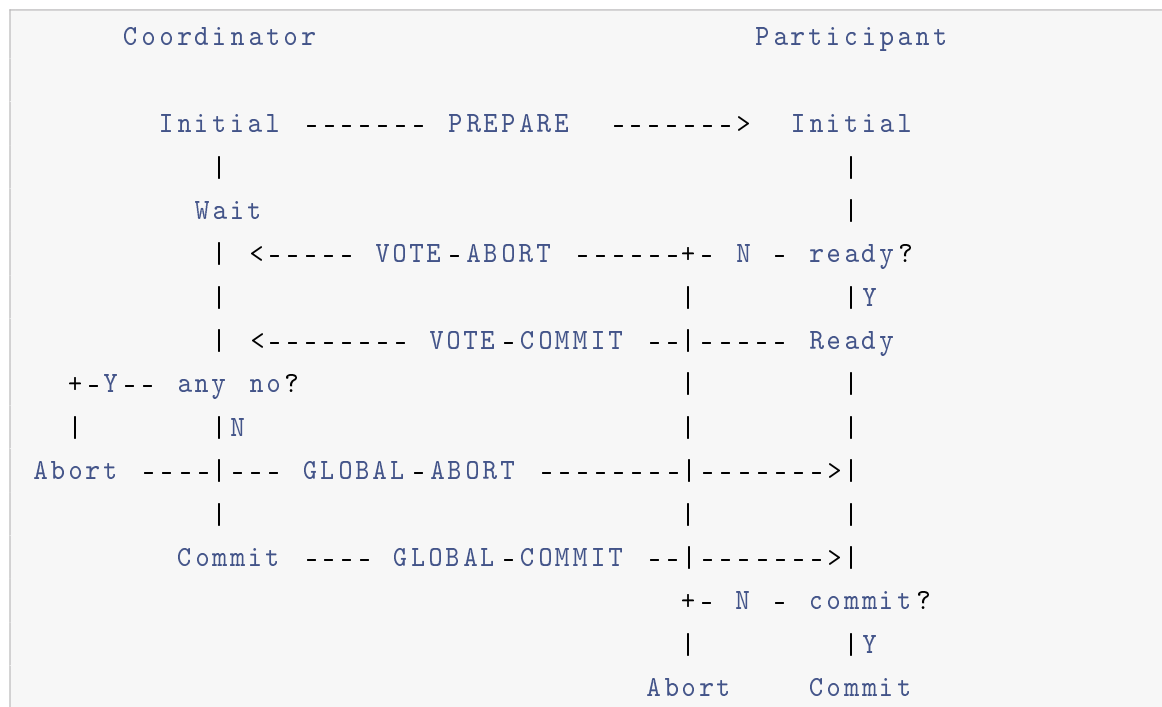 Coordinator                        Participant
  Initial ------- PREPARE  ------->  Initial
     |                                  |
   Wait                                 |
     | <----- VOTE-ABORT ------+- N - ready?
     |                         |        |Y
     | <-------- VOTE-COMMIT --|----- Ready
+-Y-- any no?                  |        |
|       |N                     |        |
Abort ----|--- GLOBAL-ABORT --------|------->|
     |                         |        |
  Commit ---- GLOBAL-COMMIT --|------->|
                               +- N - commit?
                               |        |Y
                             Abort    Commit